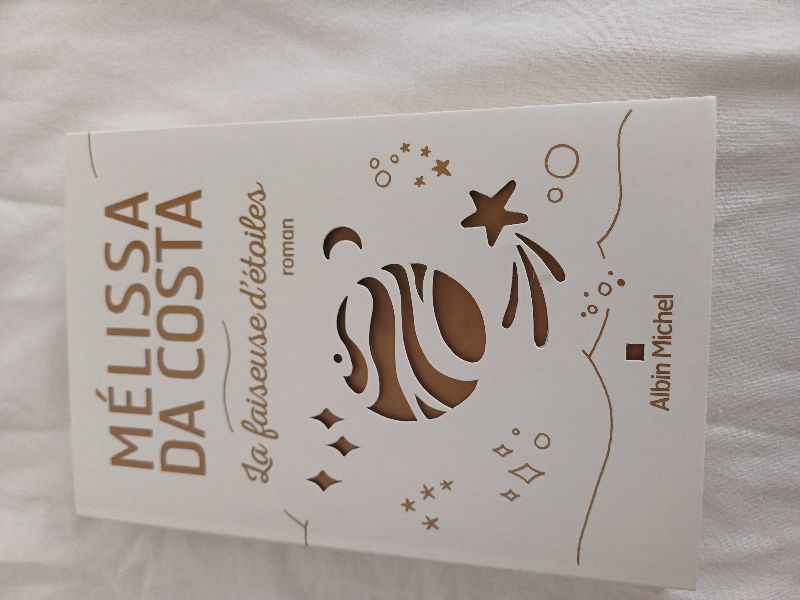 MÉLISSA
DA COSTA
La faiseuse d'étoiles
roman
Albin Michel